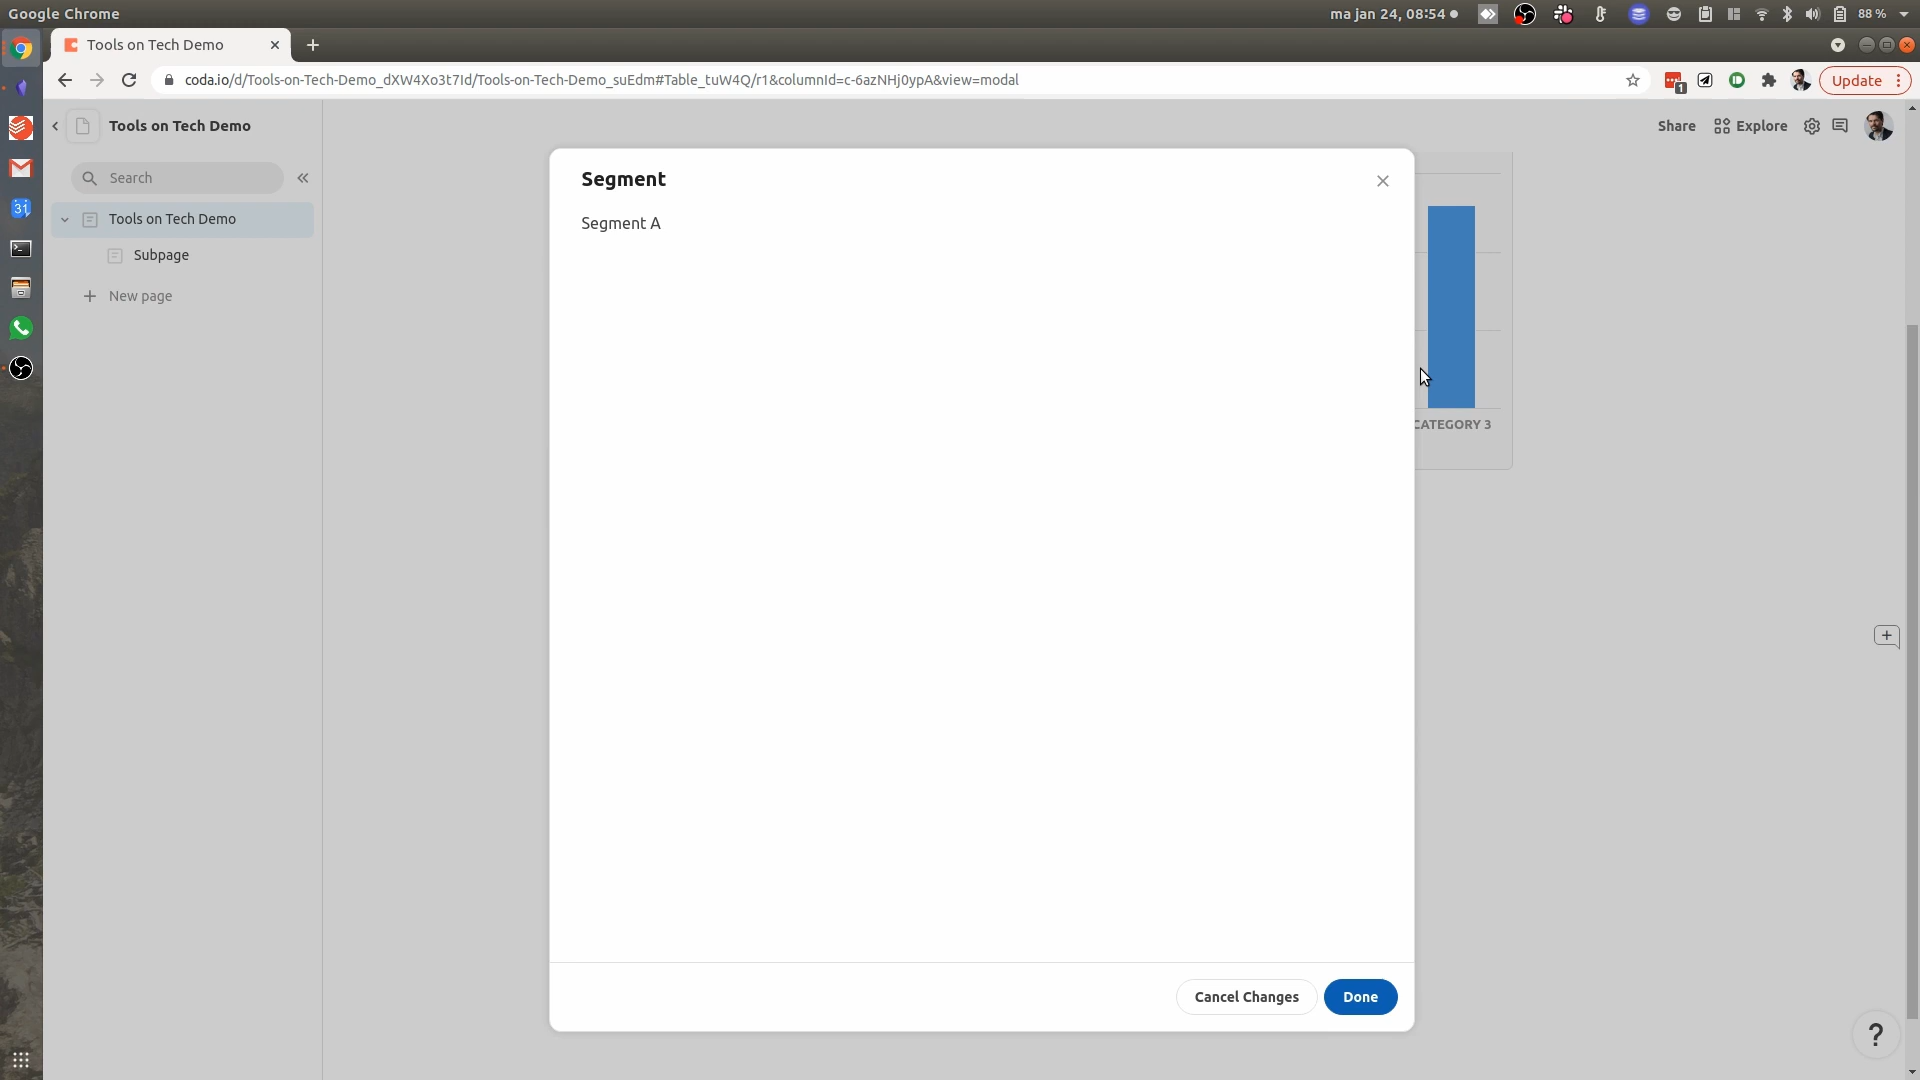 Google Chrome
ma jan 24, 08:54
88 %
Tools on Tech Demo
coda.io/d/Tools-on-Tech-Demo_dXW4Xo3t7Id/Tools-on-Tech-Demo_suEdm#Table_tuW4Q/r1&columnId=c-6azNHj0ypA&view=modal
1
Update
31
Tools on Tech Demo
Share
Explore
Search
Tools on Tech Demo
Subpage
New page
Segment
Segment A
CATEGORY 3
Cancel Changes
Done
?